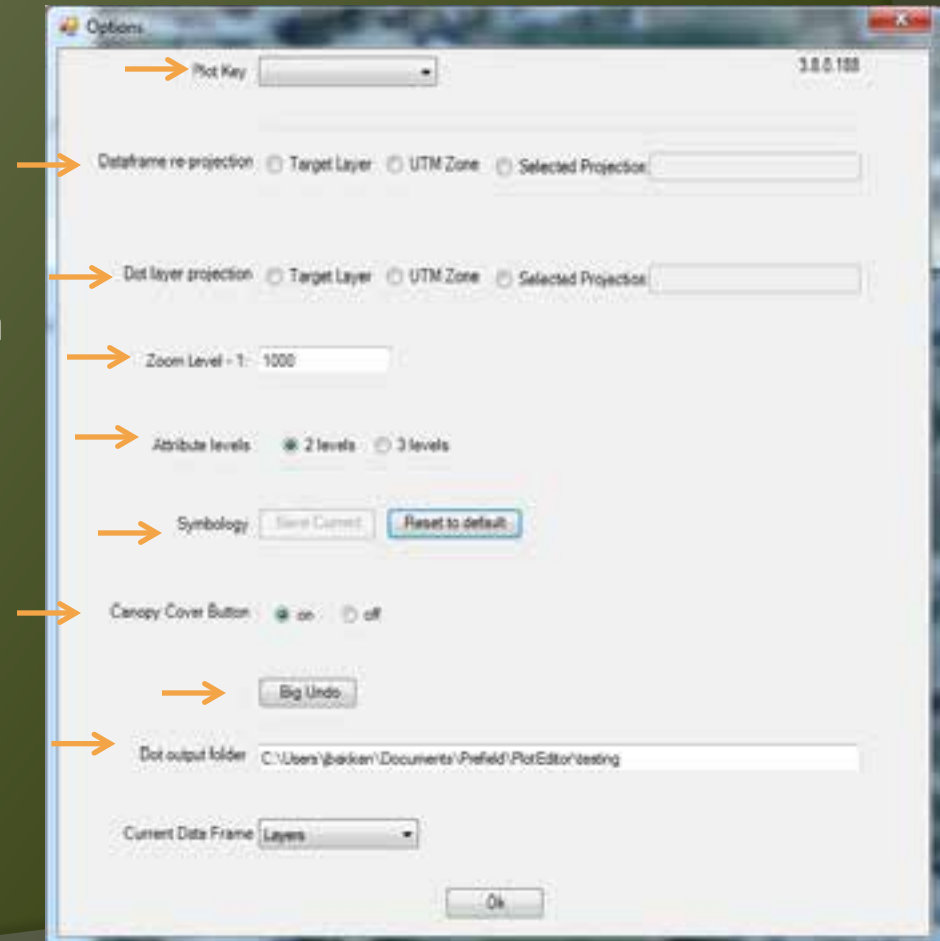 Options
Plot Key 3.8.0.188
Dataframe re-projection Target Layer UTM Zone Selected Projection
Dot layer projection Target Layer UTM Zone Selected Projection
Zoom Level - 1: 1000
Attribute levels 2 levels 3 levels
Symbology Save Current Reset to default
Canopy Cover Button on off
Big Undo
Dot output folder C:\Users\jbakken\Documents\Prefield\PlotEditor\testing
Current Data Frame Layers
Ok